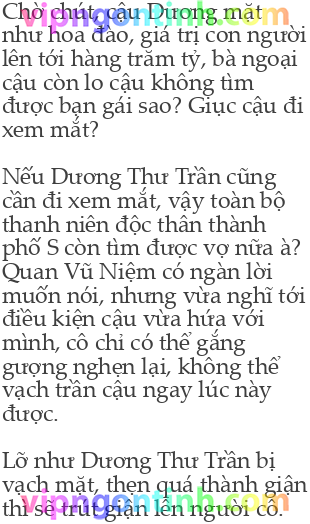 Chờ chút, cậu Dương mặt
như hoa đào, giá trị con người
lên tới hàng trăm tỷ, bà ngoại
cậu còn lo cậu không tìm
được bạn gái sao? Giục cậu đi
xem mắt?
Nếu Dương Thư Trần cũng
cần đi xem mắt, vậy toàn bộ
thanh niên độc thân thành
phố S còn tìm được vợ nữa à?
Quan Vũ Niệm có ngàn lời
muốn nói, nhưng vừa nghĩ tới
điều kiện cậu vừa hứa với
mình, cô chỉ có thể gắng
gượng nghẹn lại, không thể
vạch trần cậu ngay lúc này
được.
Lỡ như Dương Thư Trần bị
vạch mặt, thẹn quá thành giận
thì sẽ trút giận lên người cô.
vipngontinh.com
vipngontinh.com